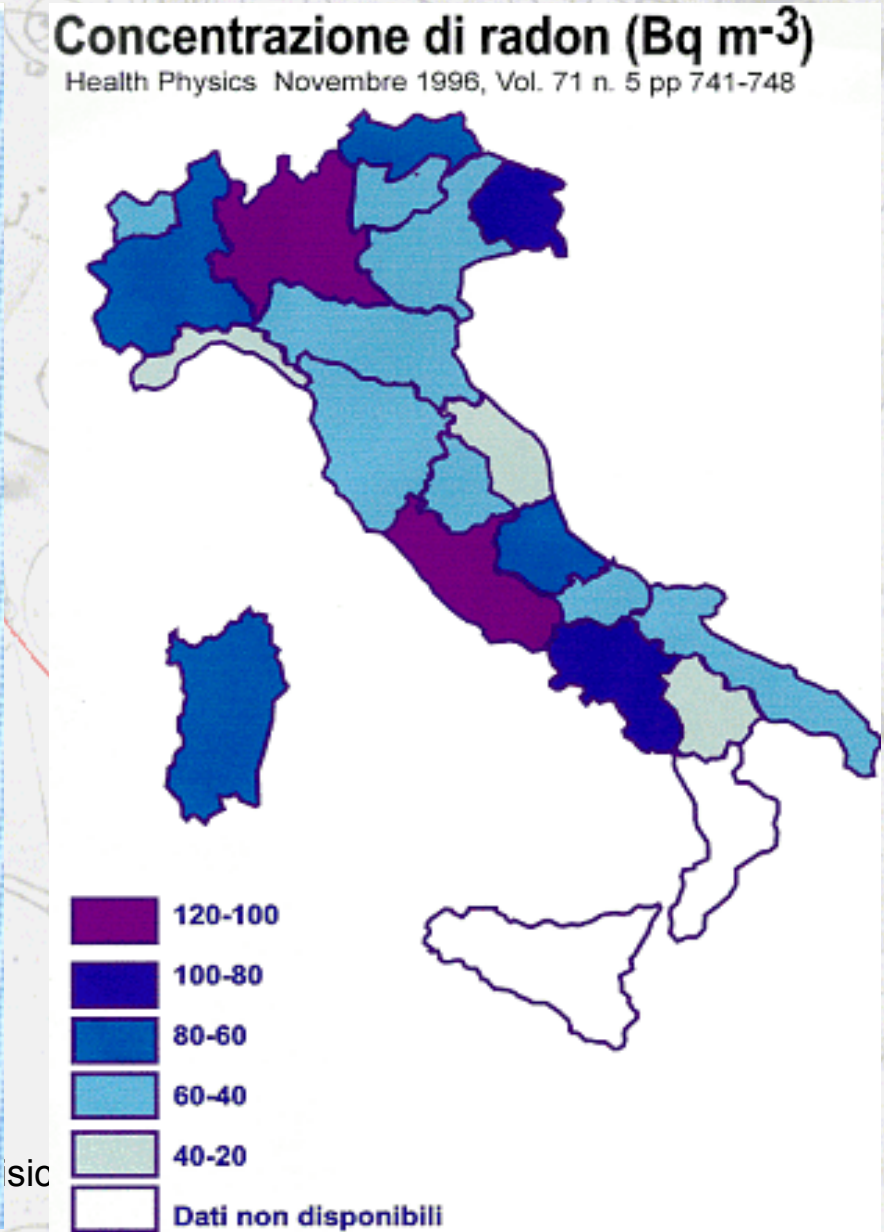 Concentrazione di radon (Bq m-3)
Health Physics Novembre 1996, Vol. 71 n. 5 pp 741-748
120-100
100-80
80-60
60-40
40-20
Dati non disponibili